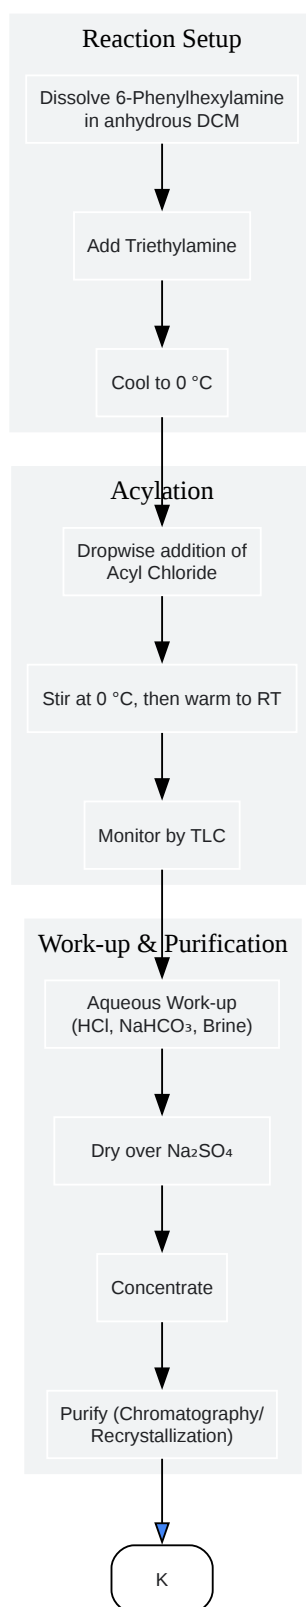 Reaction Setup
Dissolve 6-Phenylhexylamine
in anhydrous DCM
Add Triethylamine
Cool to 0 °C
Acylation
Dropwise addition of
Acyl Chloride
Stir at 0 °C, then warm to RT
Monitor by TLC
Work-up & Purification
Aqueous Work-up
(HCl, NaHCO₃, Brine)
Dry over Na₂SO₄
Concentrate
Purify (Chromatography/
Recrystallization)
K